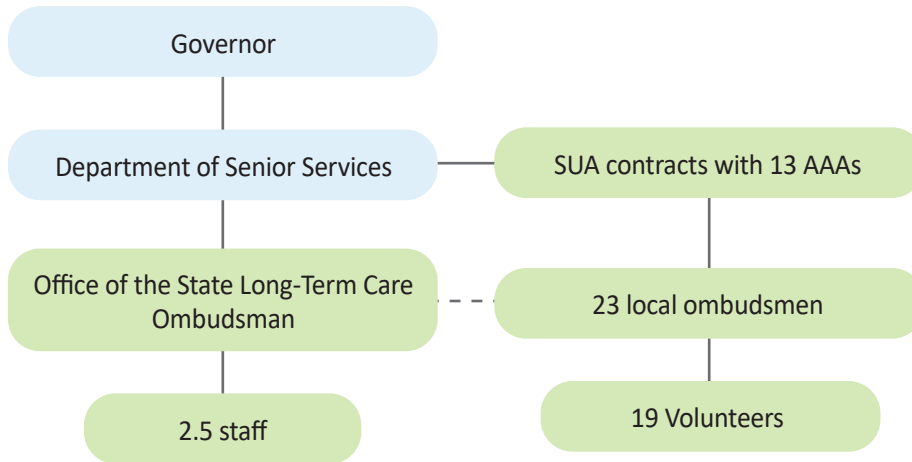 Governor
Department of Senior Services
SUA contracts with 13 AAAs
Office of the State Long-Term Care
Ombudsman
23 local ombudsmen
2.5 staff
19 Volunteers